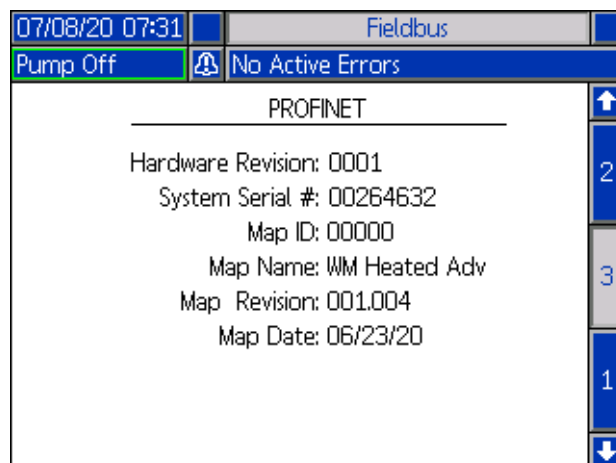 07/08/20 07:31 Fieldbus
Pump Off No Active Errors
PROFINET
Hardware Revision: 0001
System Serial #: 00264632
Map ID: 00000
Map Name: WM Heated Adv
Map Revision: 001.004
Map Date: 06/23/20
2
3
1